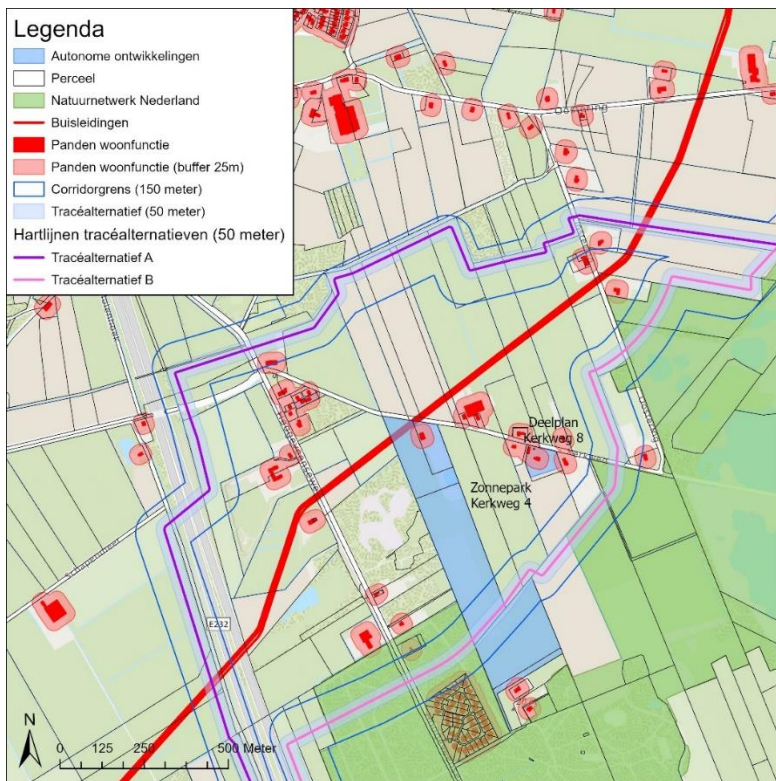 Legenda
Autonome ontwikkelingen
Perceel
Natuurnetwerk Nederland
Buisleidingen
Panden woonfunctie
Panden woonfunctie (buffer 25m)
Corridorgrens (150 meter)
Tracéalternatief (50 meter)
Hartlijnen tracéalternatieven (50 meter)
Tracéalternatief A
Tracéalternatief B
Deelplan
Kerkweg 8
Zonnepark
Kerkweg 4
E232
N
0 125 250 500 Meter